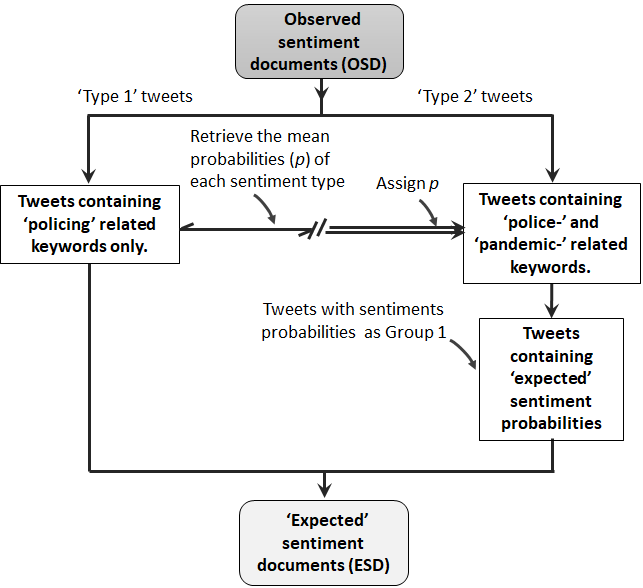 Observed
sentiment
documents (OSD)
‘Type 1’ tweets
‘Type 2’ tweets
Retrieve the mean
probabilities (p) of
each sentiment type
Assign p
Tweets containing
‘policing’ related
keywords only.
Tweets containing
‘police-’ and
‘pandemic-’ related
keywords.
Tweets with sentiments
probabilities as Group 1
Tweets
containing
‘expected’
sentiment
probabilities
‘Expected’
sentiment
documents (ESD)